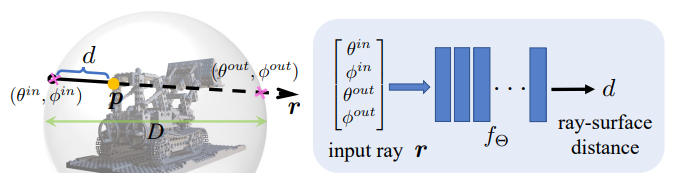 d
(θ^{out}, ϕ^{out})
(θ^{in}, ϕ^{in})
p
r
D
θ^{in}
ϕ^{in}
θ^{out}
ϕ^{out}
input ray r
f_Θ
d
ray-surface
distance